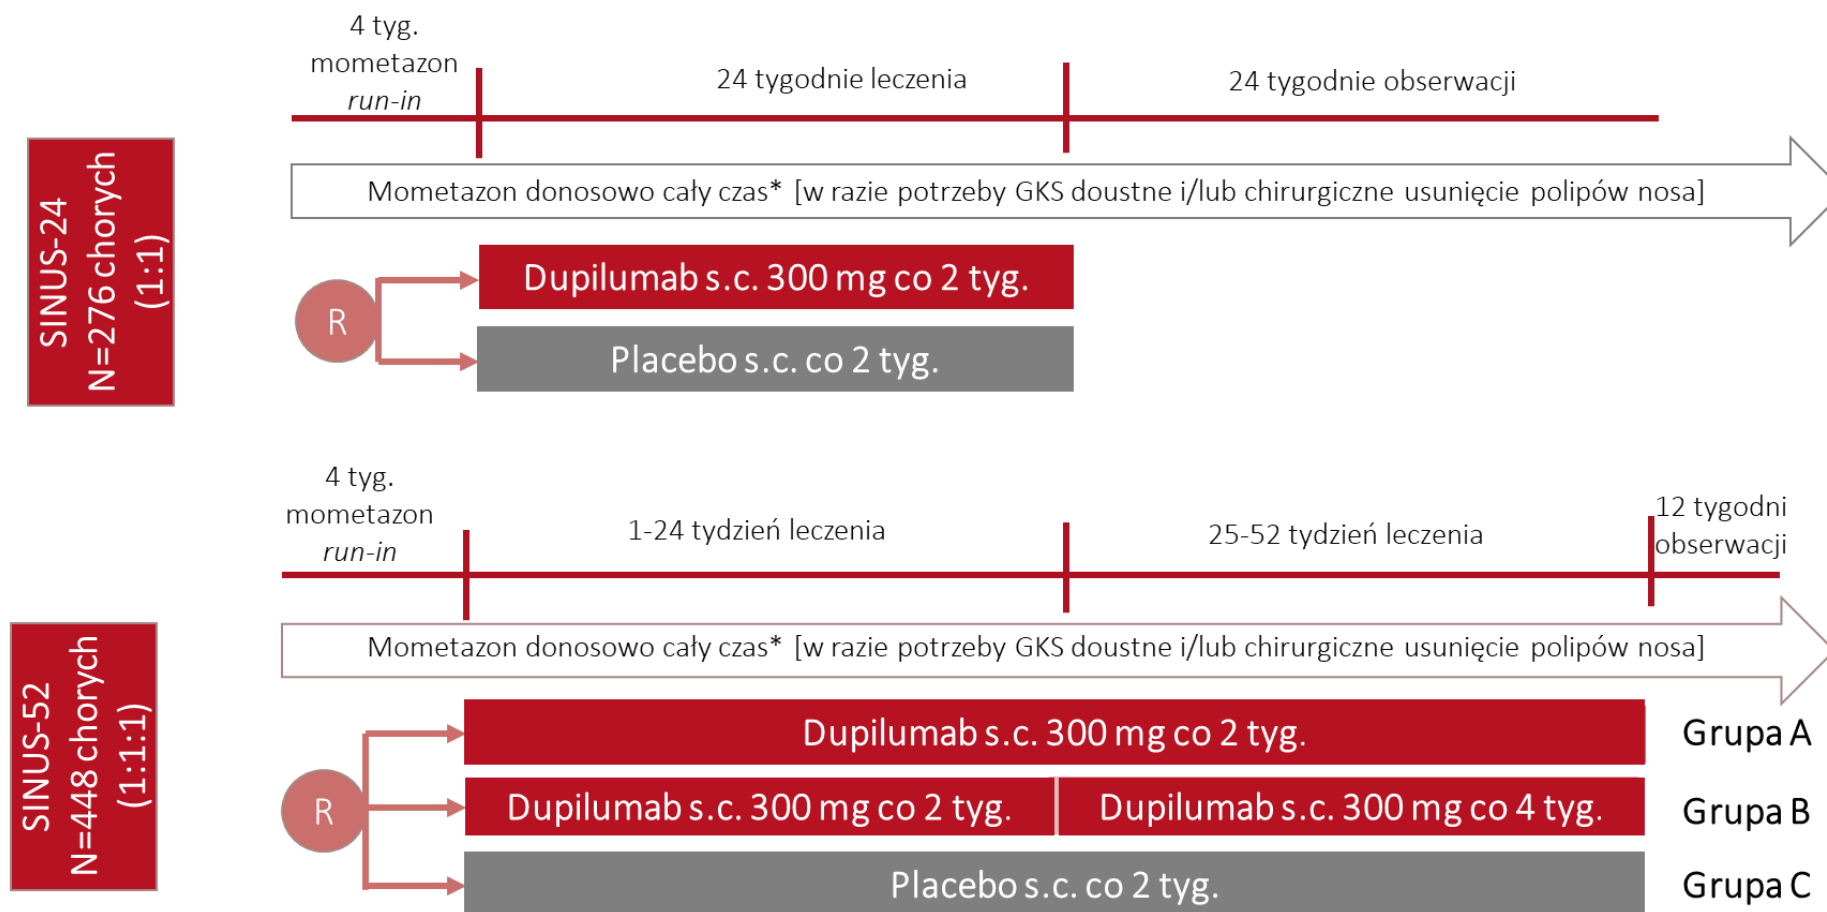 4 tyg.
mometazon
run-in
24 tygodnie leczenia
24 tygodnie obserwacji
SINUS-24
N=276 chorych
(1:1)
Mometazon donosowo cały czas* [w razie potrzeby GKS doustne i/lub chirurgiczne usunięcie polipów nosa]
R
Dupilumab s.c. 300 mg co 2 tyg.
Placebo s.c. co 2 tyg.
4 tyg.
mometazon
run-in
1-24 tydzień leczenia
25-52 tydzień leczenia
12 tygodni
obserwacji
SINUS-52
N=448 chorych
(1:1:1)
Mometazon donosowo cały czas* [w razie potrzeby GKS doustne i/lub chirurgiczne usunięcie polipów nosa]
R
Dupilumab s.c. 300 mg co 2 tyg.
Grupa A
Dupilumab s.c. 300 mg co 2 tyg.
Dupilumab s.c. 300 mg co 4 tyg.
Grupa B
Placebo s.c. co 2 tyg.
Grupa C